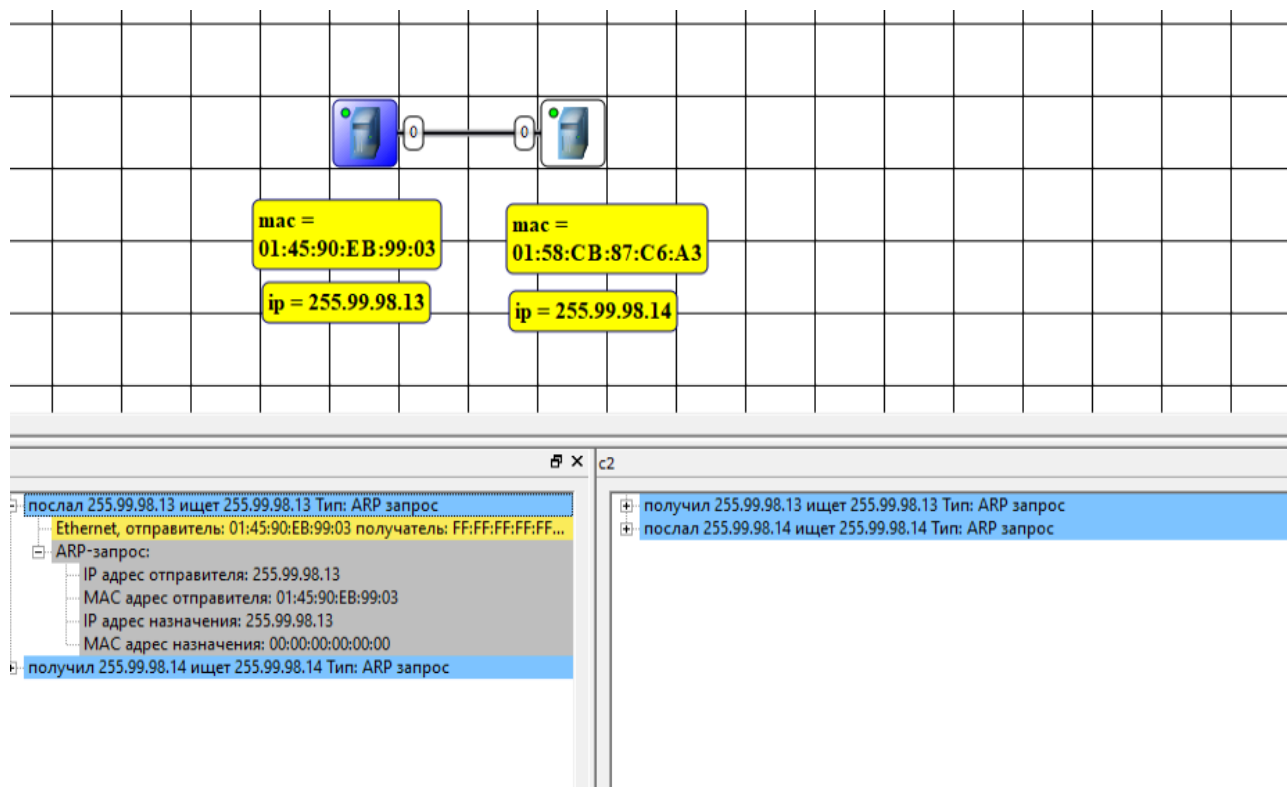 0
0
mac =
01:45:90:EB:99:03
mac =
01:58:CB:87:C6:A3
ip = 255.99.98.13
ip = 255.99.98.14
c2
послал 255.99.98.13 ищет 255.99.98.13 Тип: ARP запрос
Ethernet, отправитель: 01:45:90:EB:99:03 получатель: FF:FF:FF:FF:FF...
ARP-запрос:
IP адрес отправителя: 255.99.98.13
MAC адрес отправителя: 01:45:90:EB:99:03
IP адрес назначения: 255.99.98.13
MAC адрес назначения: 00:00:00:00:00:00
получил 255.99.98.14 ищет 255.99.98.14 Тип: ARP запрос
получил 255.99.98.13 ищет 255.99.98.13 Тип: ARP запрос
послал 255.99.98.14 ищет 255.99.98.14 Тип: ARP запрос